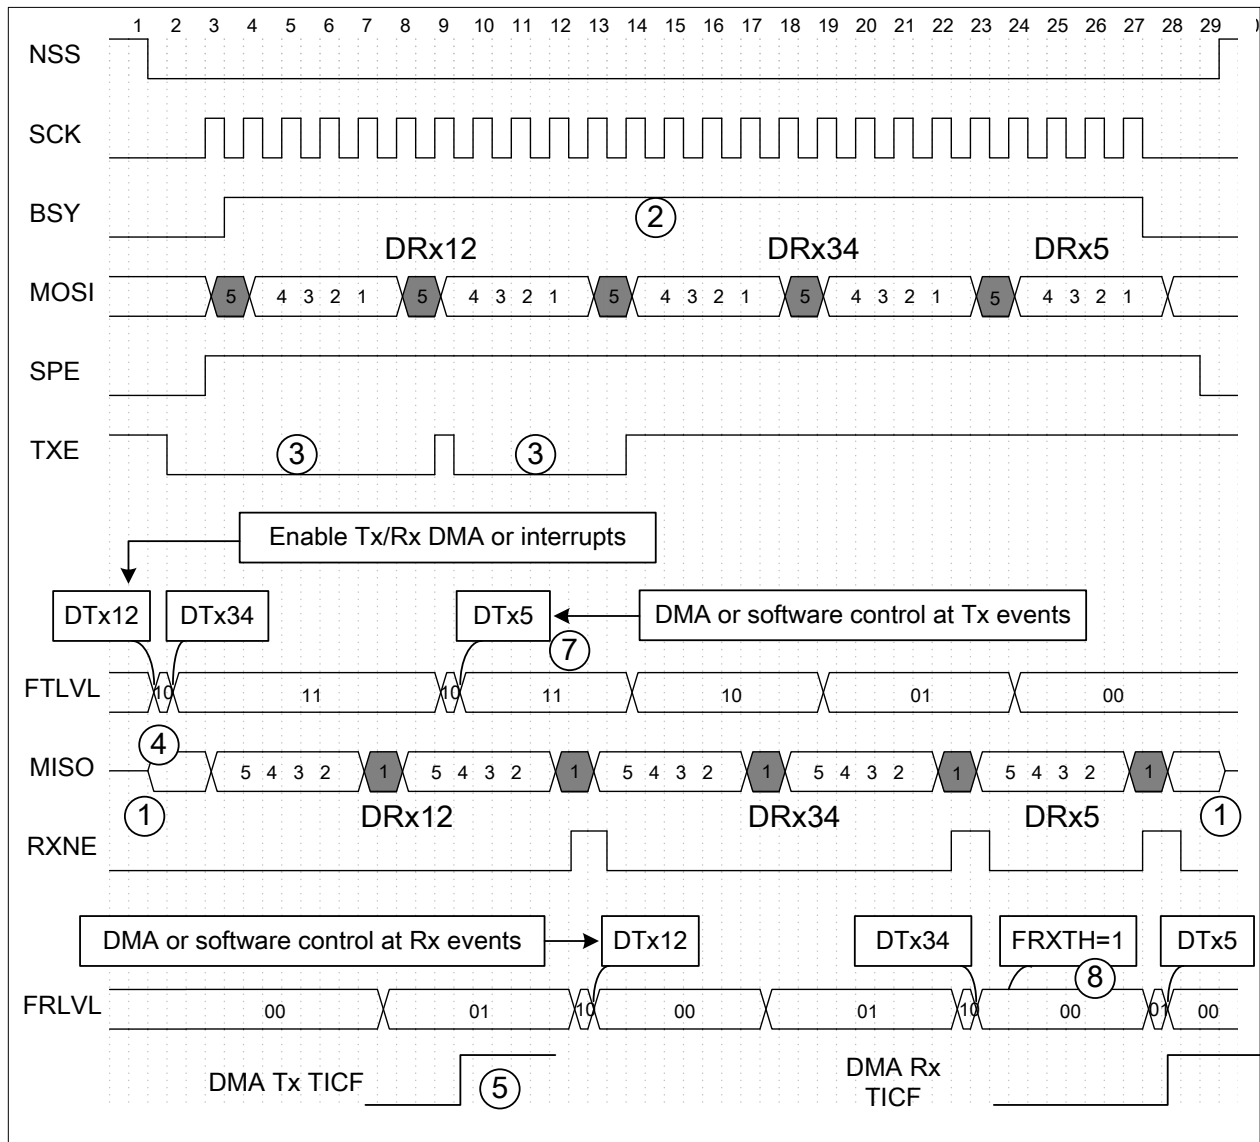 1 2 3 4 5 6 7 8 9 10 11 12 13 14 15 16 17 18 19 20 21 22 23 24 25 26 27 28 29
NSS
SCK
BSY
2
DRx12 DRx34 DRx5
MOSI 5 4 3 2 1 5 4 3 2 1 5 4 3 2 1 5 4 3 2 1 5 4 3 2 1
SPE
TXE 3 3
Enable Tx/Rx DMA or interrupts
DTx12 DTx34 DTx5 DMA or software control at Tx events
7
FTLVL 10 11 10 11 10 01 00
4
MISO 5 4 3 2 1 5 4 3 2 1 5 4 3 2 1 5 4 3 2 1 5 4 3 2 1
1 DRx12 DRx34 DRx5 1
RXNE
DMA or software control at Rx events DTx12 DTx34 FRXTH=1 DTx5
8
FRLVL 00 01 10 00 01 10 00 01 00
DMA Tx TICF 5
DMA Rx
TICF